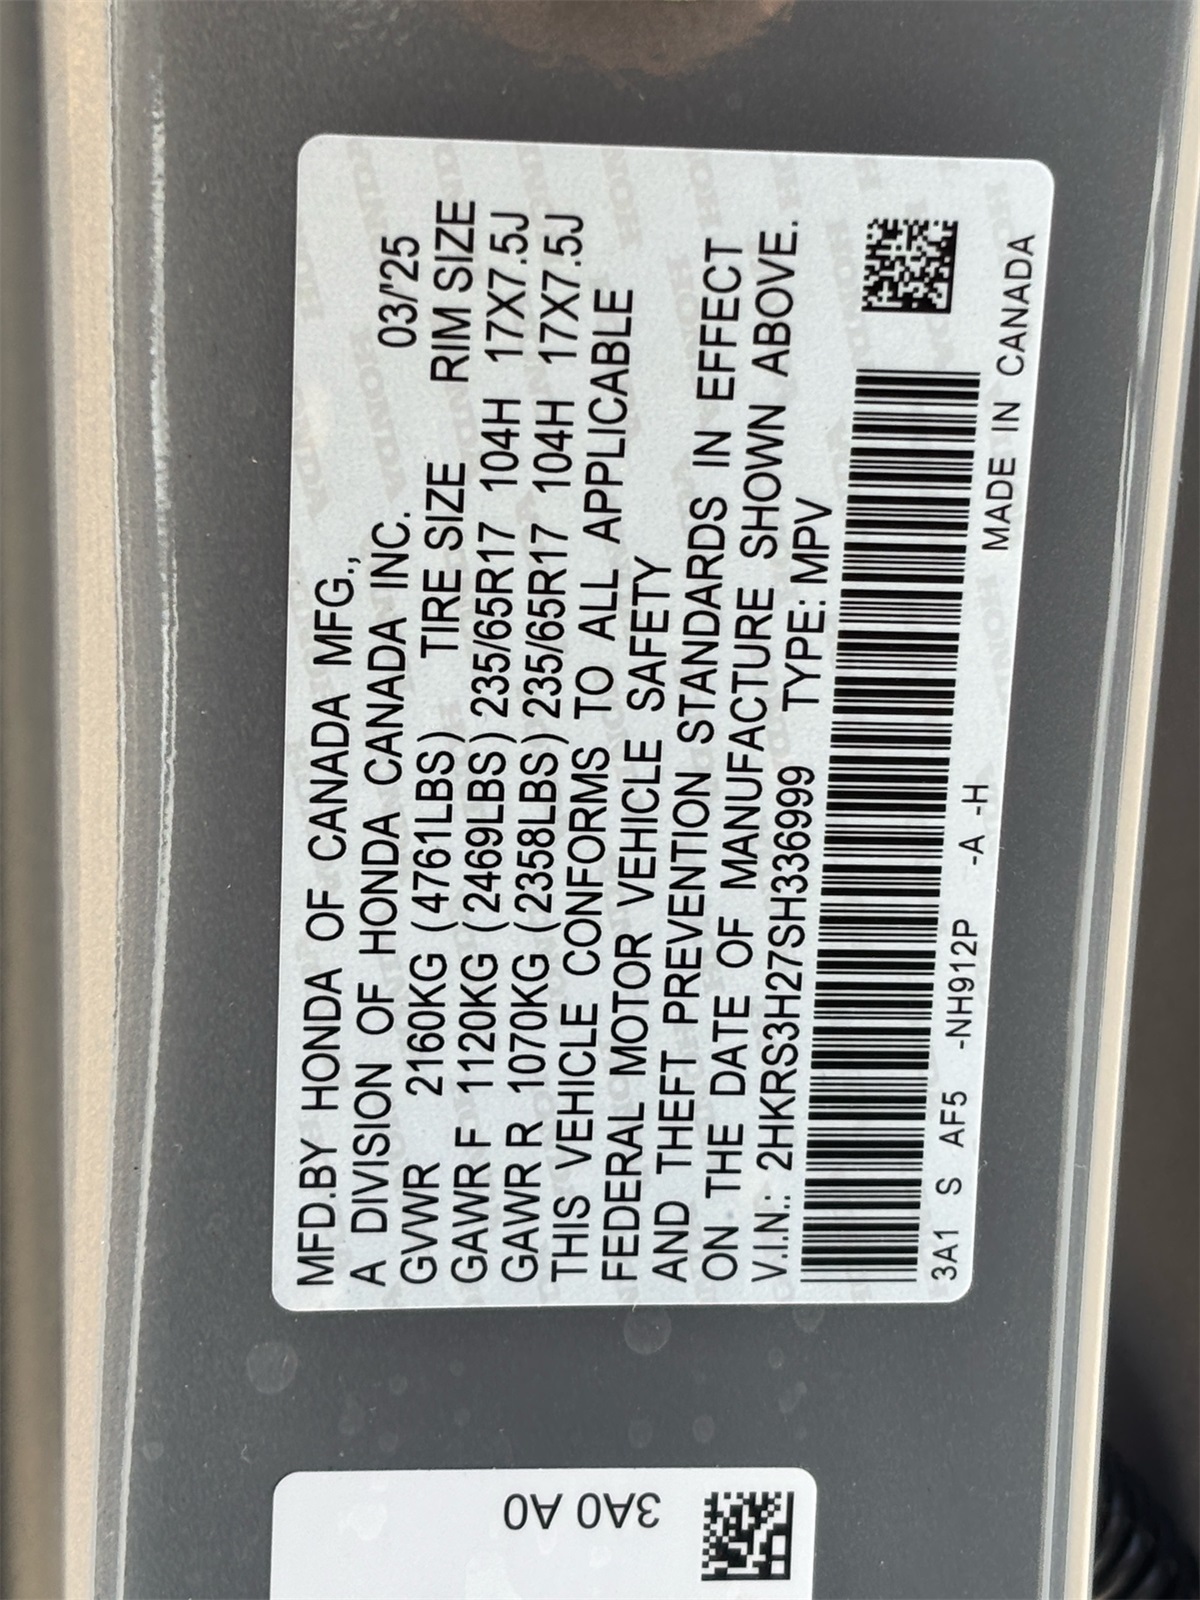 MFD.BY HONDA OF CANADA MFG.,
A DIVISION OF HONDA CANADA INC. 03/'25
GVWR 2160KG (4761LBS) TIRE SIZE RIM SIZE
GAWR F 1120KG (2469LBS) 235/65R17 104H 17X7.5J
GAWR R 1070KG (2358LBS) 235/65R17 104H 17X7.5J
THIS VEHICLE CONFORMS TO ALL APPLICABLE
FEDERAL MOTOR VEHICLE SAFETY
AND THEFT PREVENTION STANDARDS IN EFFECT
ON THE DATE OF MANUFACTURE SHOWN ABOVE.
V.I.N.: 2HKRS3H27SH336999 TYPE: MPV
3A1 S AF5 -NH912P -A -H MADE IN CANADA
3A0 A0